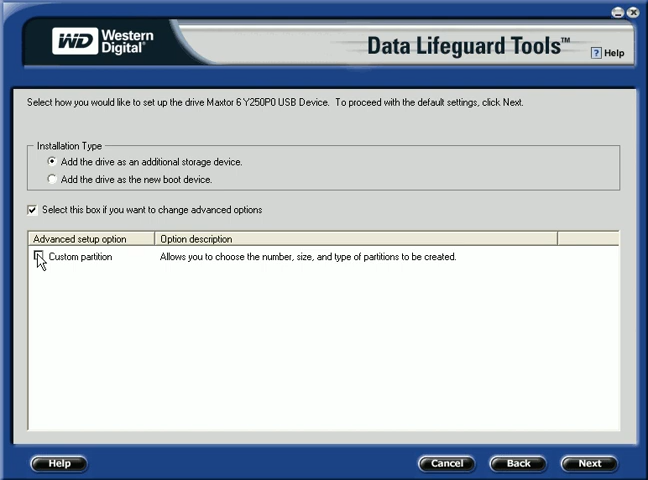 WD Western Digital
Data Lifeguard Tools™
? Help
Select how you would like to set up the drive Maxtor 6 Y250P0 USB Device. To proceed with the default settings, click Next.
Installation Type
Add the drive as an additional storage device.
Add the drive as the new boot device.
Select this box if you want to change advanced options
Advanced setup option Option description
Custom partition Allows you to choose the number, size, and type of partitions to be created.
Help Cancel Back Next